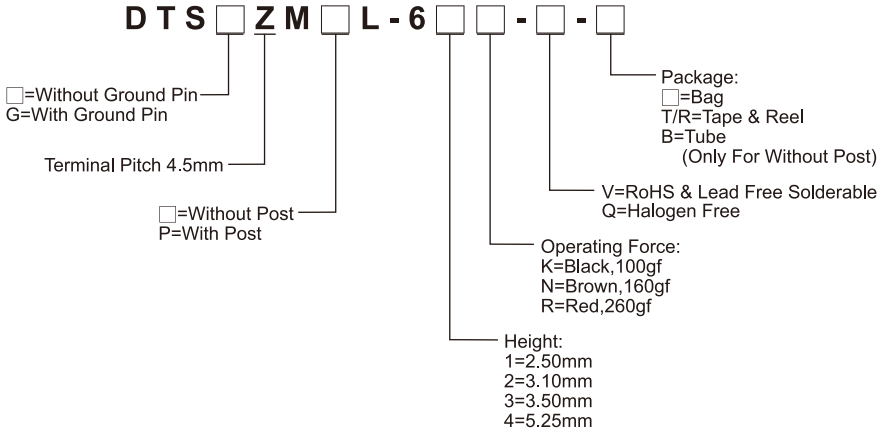 DTS□ZM□L-6□□-□-□
□=Without Ground Pin
G=With Ground Pin
Terminal Pitch 4.5mm
□=Without Post
P=With Post
Package:
□=Bag
T/R=Tape & Reel
B=Tube
(Only For Without Post)
V=RoHS & Lead Free Solderable
Q=Halogen Free
Operating Force:
K=Black,100gf
N=Brown,160gf
R=Red,260gf
Height:
1=2.50mm
2=3.10mm
3=3.50mm
4=5.25mm